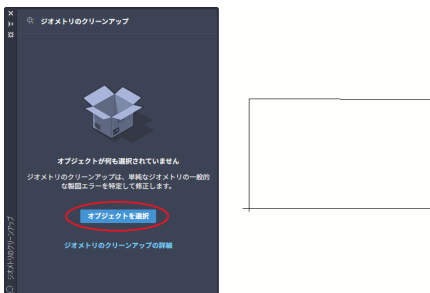 ジオメトリのクリーンアップ
オブジェクトが何も選択されていません
ジオメトリのクリーンアップは、単純なジオメトリの一般的
な製図エラーを特定して修正します。
オブジェクトを選択
ジオメトリのクリーンアップの詳細
ジオメトリのクリーンアップ